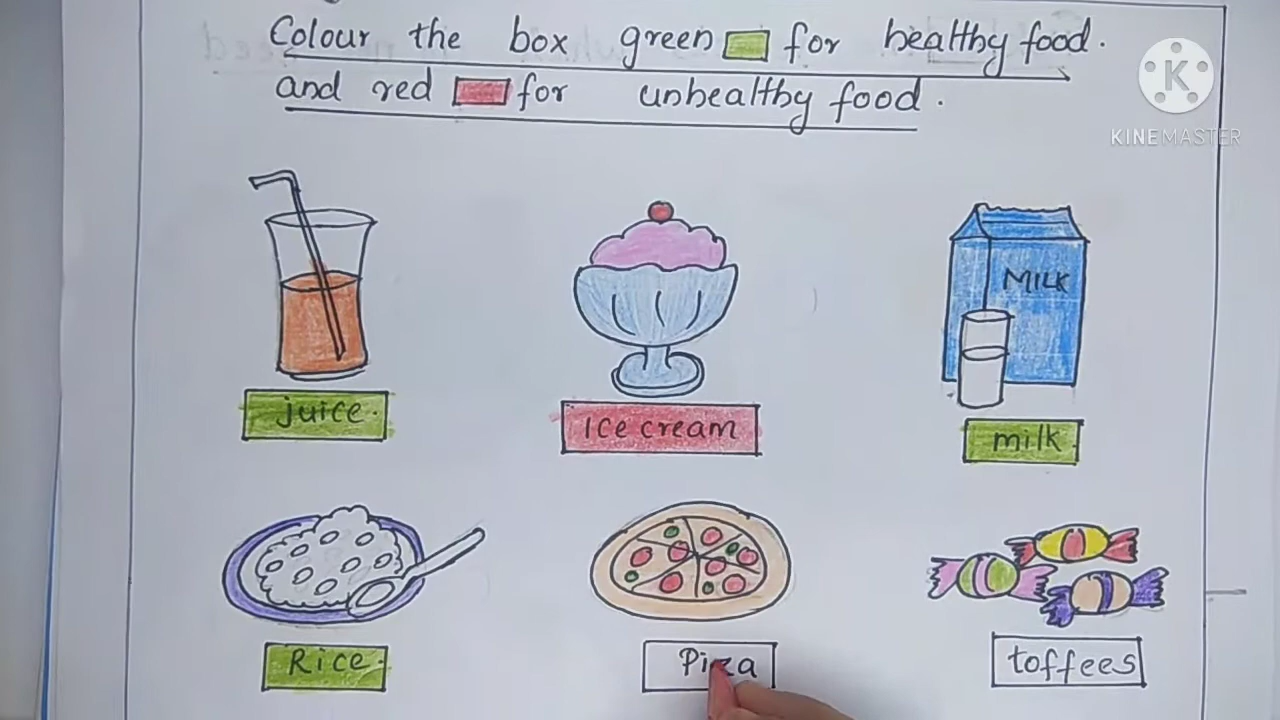 Colour the box green for healthy food.
and red for unhealthy food.
KINEMASTER
MILK
juice.
Ice cream
milk.
Rice.
toffees